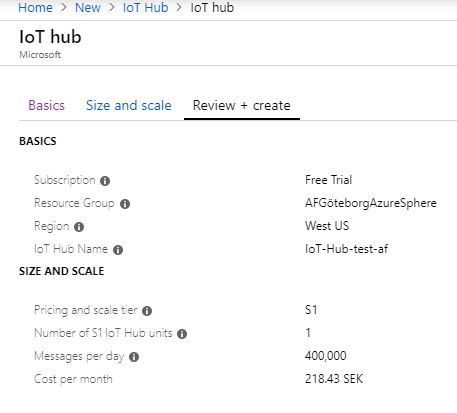 Home > New > IoT Hub > IoT hub
IoT hub
Microsoft
Basics Size and scale Review + create
BASICS
Subscription Free Trial
Resource Group AFGöteborgAzureSphere
Region West US
IoT Hub Name IoT-Hub-test-af
SIZE AND SCALE
Pricing and scale tier S1
Number of S1 IoT Hub units 1
Messages per day 400,000
Cost per month 218.43 SEK